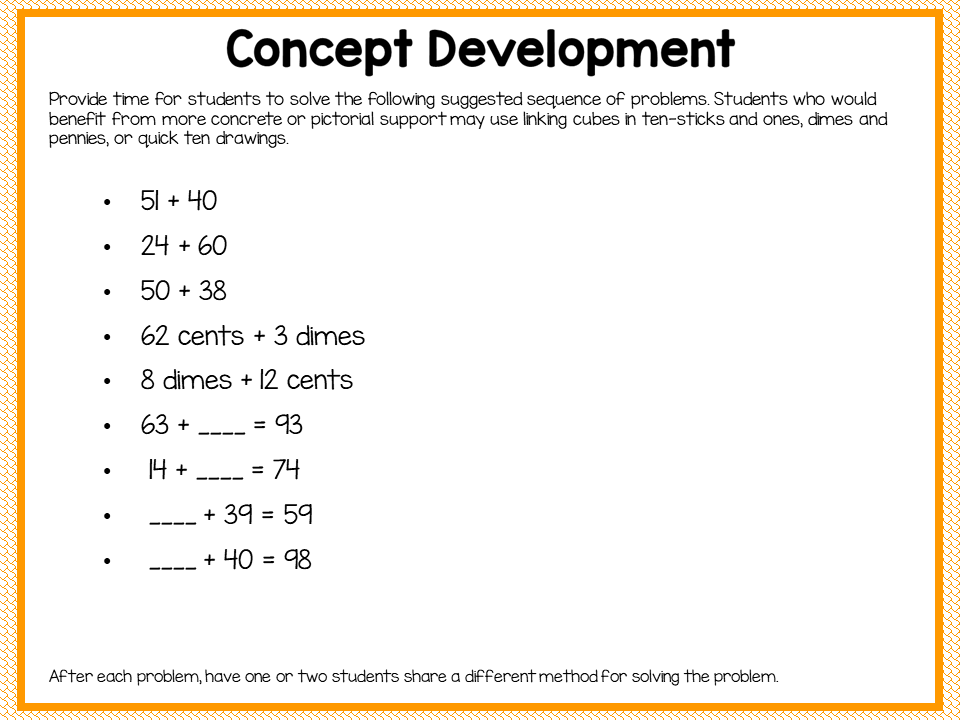 Concept Development
Provide time for students to solve the following suggested sequence of problems. Students who would
benefit from more concrete or pictorial support may use linking cubes in ten-sticks and ones, dimes and
pennies, or quick ten drawings.
• 51 + 40
• 24 + 60
• 50 + 38
• 62 cents + 3 dimes
• 8 dimes + 12 cents
• 63 + ____ = 93
• 14 + ____ = 74
• ____ + 39 = 59
• ____ + 40 = 98
After each problem, have one or two students share a different method for solving the problem.